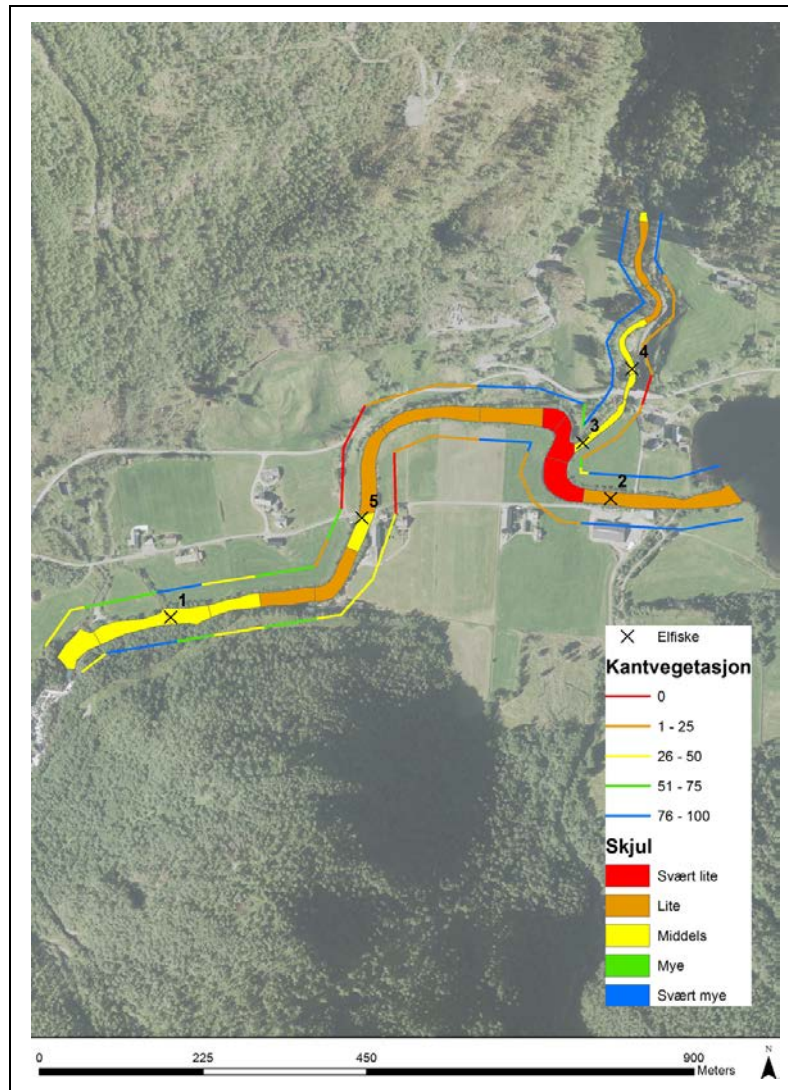 4
3
2
5
1
Elfiske
Kantvegetasjon
0
1 - 25
26 - 50
51 - 75
76 - 100
Skjul
Svært lite
Lite
Middels
Mye
Svært mye
0 225 450 900
Meters
N